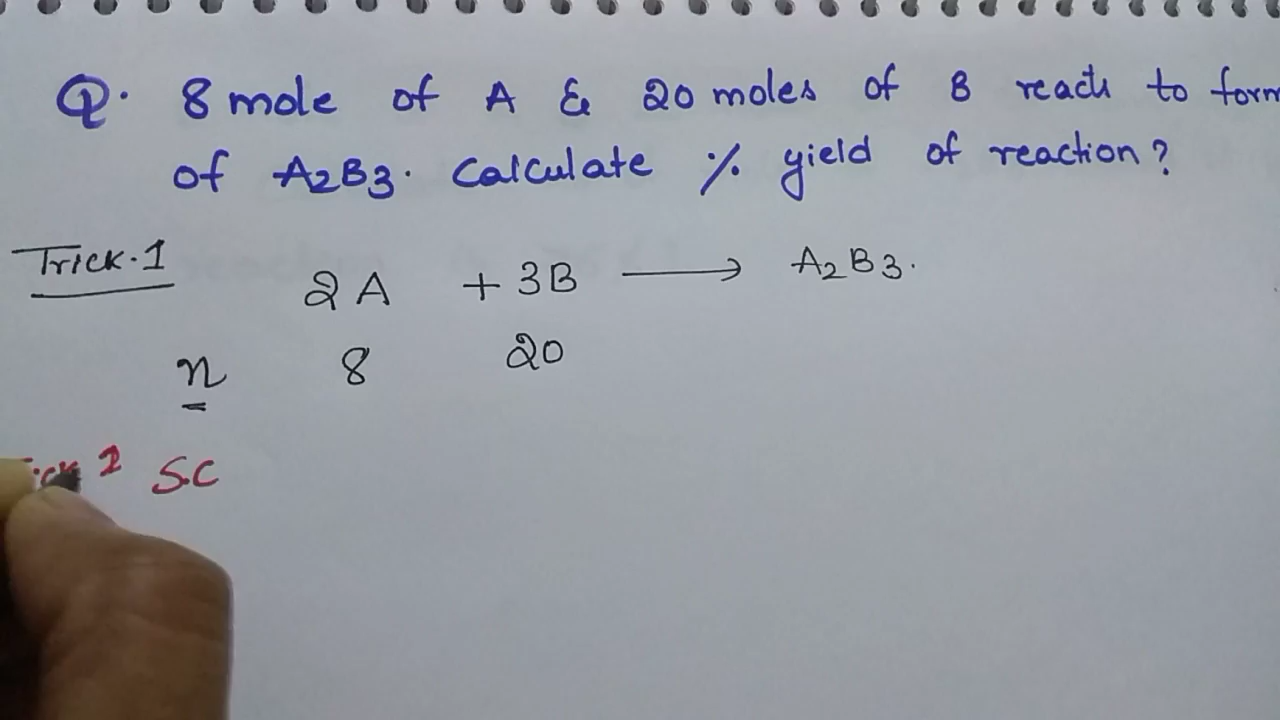 Q. 8 mole of A & 20 moles of B reacts to form
of A2B3. Calculate % yield of reaction?
Trick.1
2A + 3B → A2B3.
n 8 20
2 SC